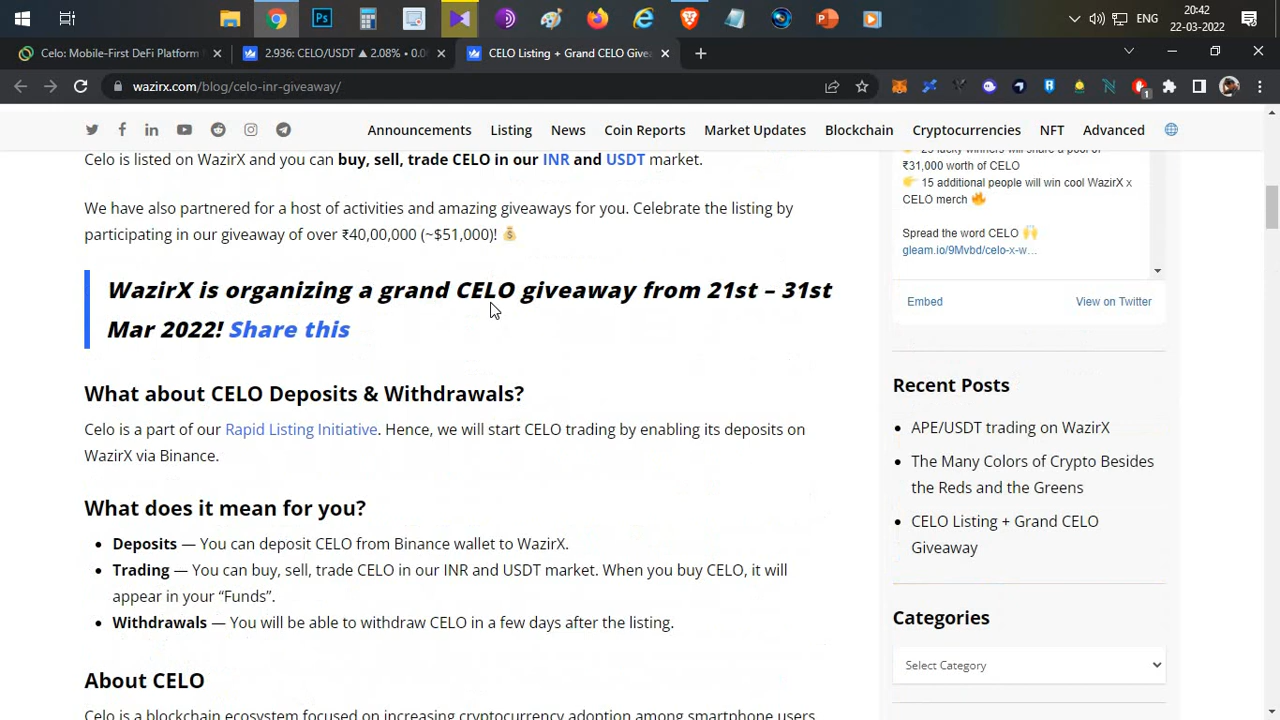 20:42
ENG
22-03-2022
Celo: Mobile-First DeFi Platform
2.936: CELO/USDT ▲ 2.08% • 0.0
CELO Listing + Grand CELO Give
wazirx.com/blog/celo-inr-giveaway/
1
Announcements Listing News Coin Reports Market Updates Blockchain Cryptocurrencies NFT Advanced
Celo is listed on WazirX and you can buy, sell, trade CELO in our INR and USDT market.
We have also partnered for a host of activities and amazing giveaways for you. Celebrate the listing by
participating in our giveaway of over ₹40,00,000 (~$51,000)! 💰
WazirX is organizing a grand CELO giveaway from 21st – 31st
Mar 2022! Share this
What about CELO Deposits & Withdrawals?
Celo is a part of our Rapid Listing Initiative. Hence, we will start CELO trading by enabling its deposits on
WazirX via Binance.
What does it mean for you?
• Deposits — You can deposit CELO from Binance wallet to WazirX.
• Trading — You can buy, sell, trade CELO in our INR and USDT market. When you buy CELO, it will
appear in your “Funds”.
• Withdrawals — You will be able to withdraw CELO in a few days after the listing.
About CELO
Celo is a blockchain ecosystem focused on increasing cryptocurrency adoption among smartphone users
👉 25 lucky winners will share a pool of
₹31,000 worth of CELO
👉 15 additional people will win cool WazirX x
CELO merch 🔥
Spread the word CELO 🙌
gleam.io/9Mvbd/celo-x-w…
Embed View on Twitter
Recent Posts
• APE/USDT trading on WazirX
• The Many Colors of Crypto Besides
the Reds and the Greens
• CELO Listing + Grand CELO
Giveaway
Categories
Select Category